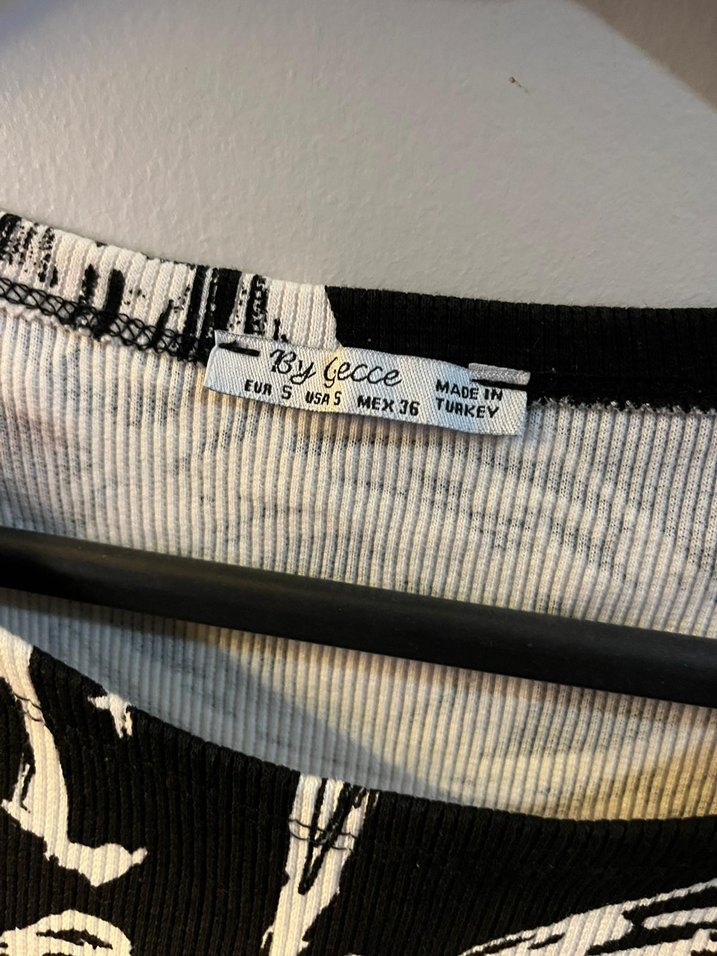 By Gecce
EUR S USA S MEX 36
MADE IN
TURKEY